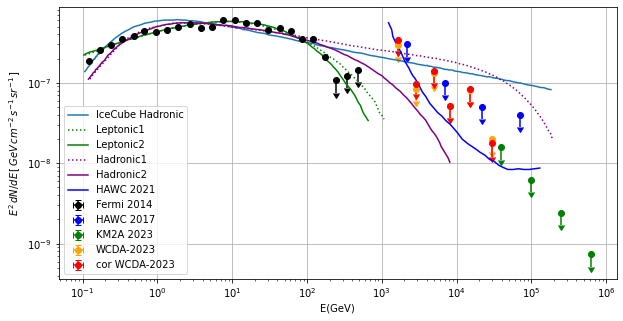 E² dN/dE [ GeV cm⁻² s⁻¹ sr⁻¹ ]
10⁻⁷
10⁻⁸
10⁻⁹
IceCube Hadronic
Leptonic1
Leptonic2
Hadronic1
Hadronic2
HAWC 2021
Fermi 2014
HAWC 2017
KM2A 2023
WCDA-2023
cor WCDA-2023
10⁻¹ 10⁰ 10¹ 10² 10³ 10⁴ 10⁵ 10⁶
E(GeV)